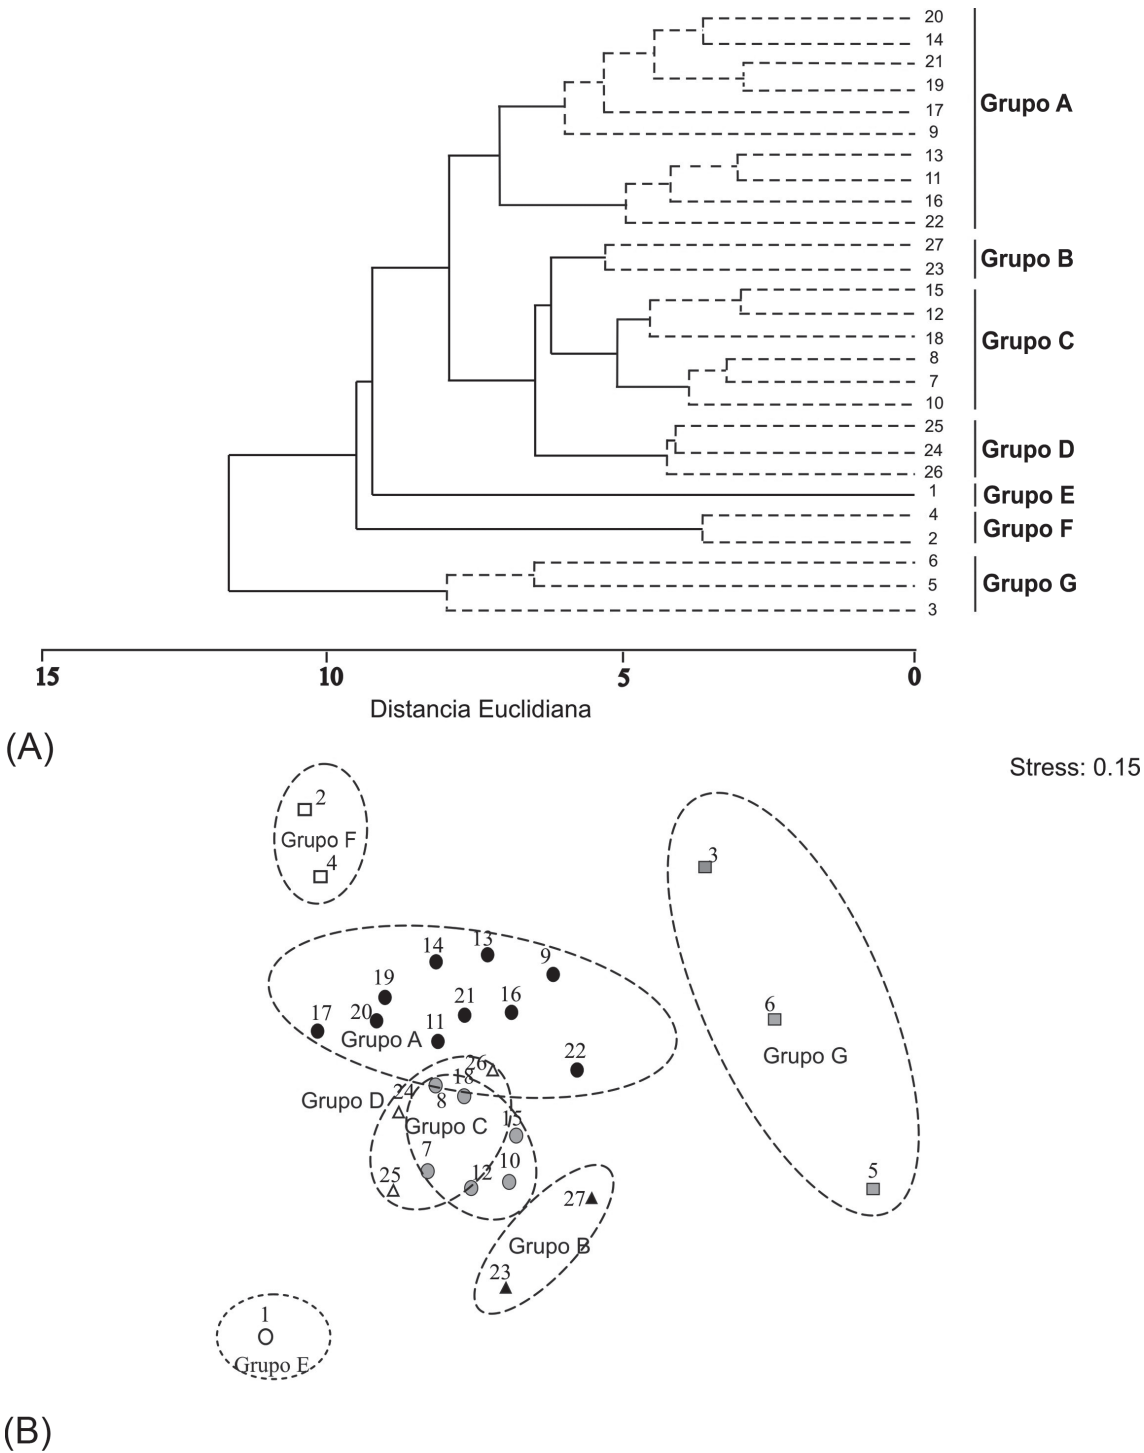 20
14
21
19
17
9
Grupo A
13
11
16
22
27
23
Grupo B
15
12
18
8
7
10
Grupo C
25
24
26
Grupo D
1
Grupo E
4
2
Grupo F
6
5
3
Grupo G
15 10 5 0
Distancia Euclidiana
(A)
Stress: 0.15
2
Grupo F
4
3
14 13 9
19 21 16
17 20 11
Grupo A
6
Grupo G
22
26
18
24 8
Grupo D
Grupo C 15
7 12 10
25
5
27
Grupo B
23
1
Grupo E
(B)